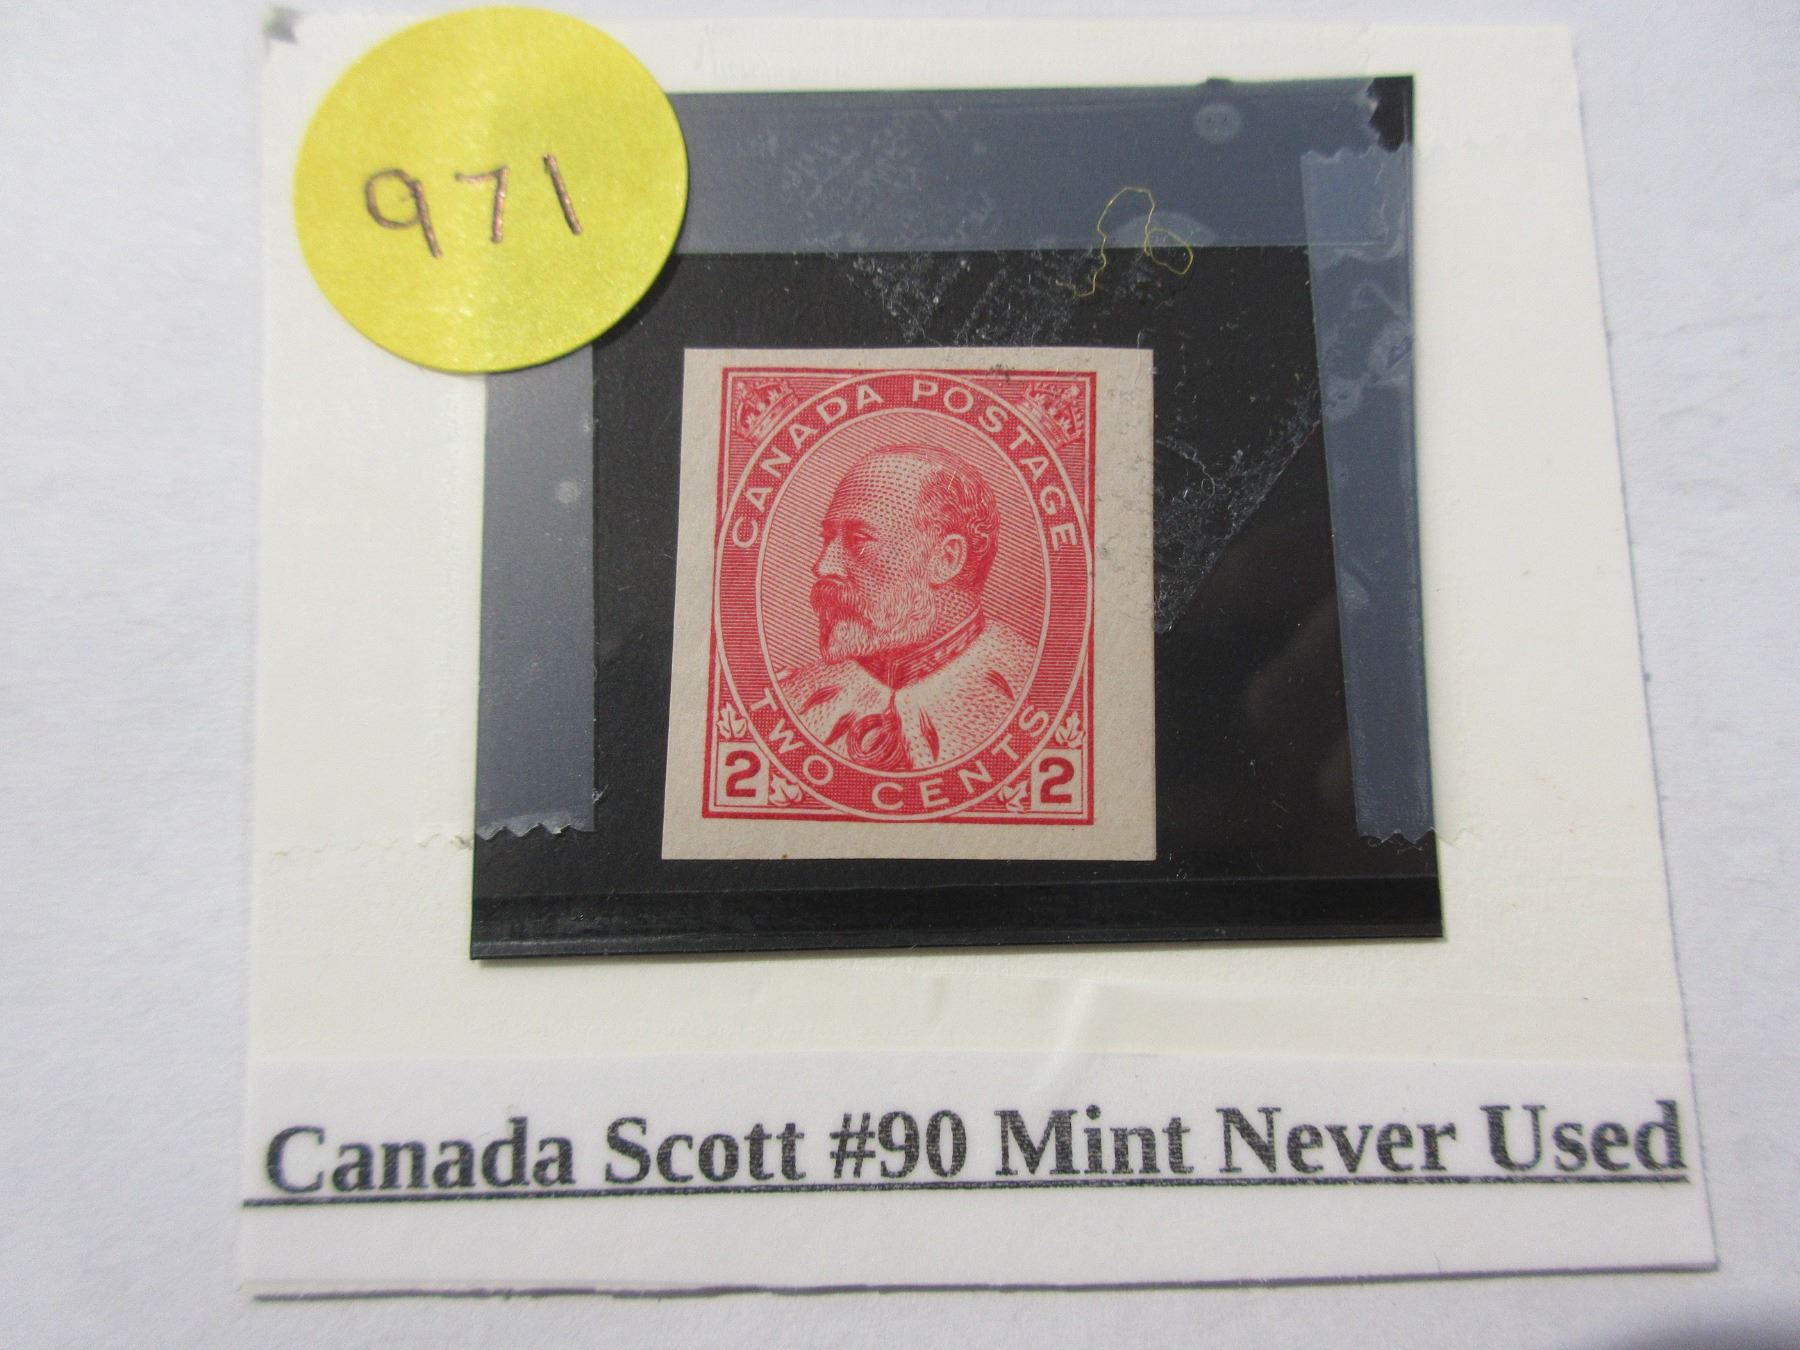 971
CANADA POSTAGE
TWO CENTS
2 2
Canada Scott #90 Mint Never Used